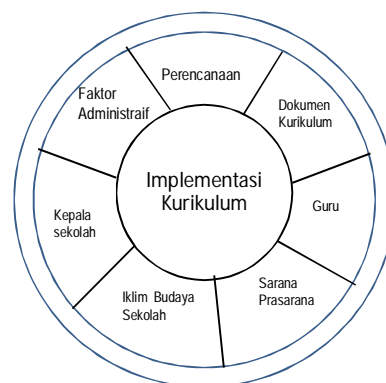 Perencanaan
Dokumen
Kurikulum
Guru
Sarana
Prasarana
Iklim Budaya
Sekolah
Kepala
sekolah
Faktor
Administraif
Implementasi
Kurikulum